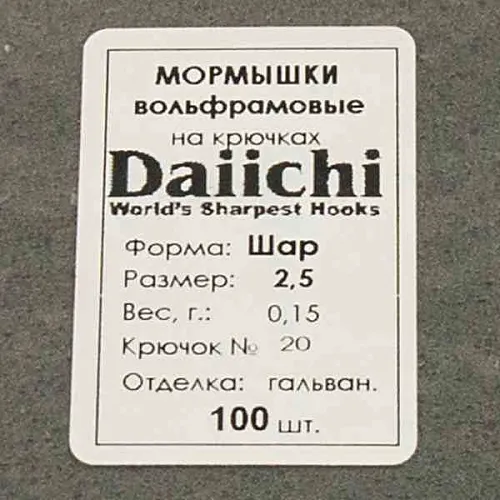 МОРМЫШКИ
ВОЛЬФРАМОВЫЕ
на крючках
Daiichi
World's Sharpest Hooks
Форма: Шар
Размер: 2,5
Вес, г.: 0,15
Крючок № 20
Отделка: гальван.
100 шт.